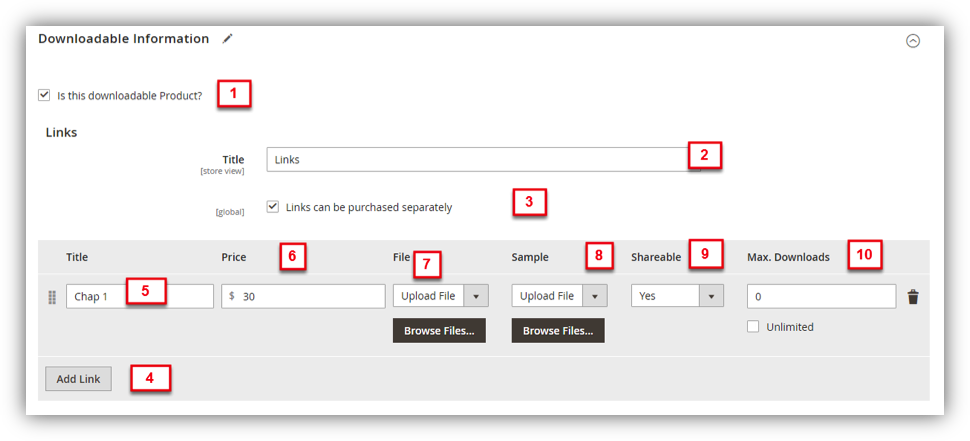 Downloadable Information
Is this downloadable Product? 1
Links
Title Links 2
[store view]
[global] Links can be purchased separately 3
Title Price 6 File 7 Sample 8 Shareable 9 Max. Downloads 10
Chap 1 5 $ 30 Upload File Upload File Yes 0
Browse Files... Browse Files... Unlimited
Add Link 4